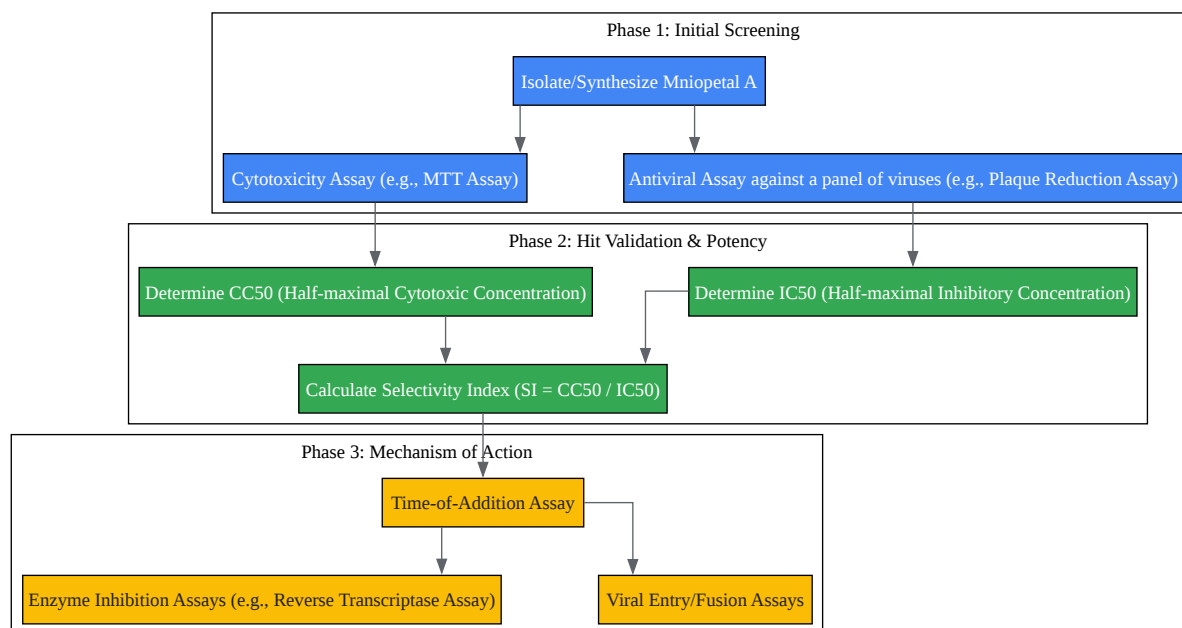 Phase 1: Initial Screening
Isolate/Synthesize Mniopetal A
Cytotoxicity Assay (e.g., MTT Assay)
Antiviral Assay against a panel of viruses (e.g., Plaque Reduction Assay)
Phase 2: Hit Validation & Potency
Determine CC50 (Half-maximal Cytotoxic Concentration)
Determine IC50 (Half-maximal Inhibitory Concentration)
Calculate Selectivity Index (SI = CC50 / IC50)
Phase 3: Mechanism of Action
Time-of-Addition Assay
Enzyme Inhibition Assays (e.g., Reverse Transcriptase Assay)
Viral Entry/Fusion Assays